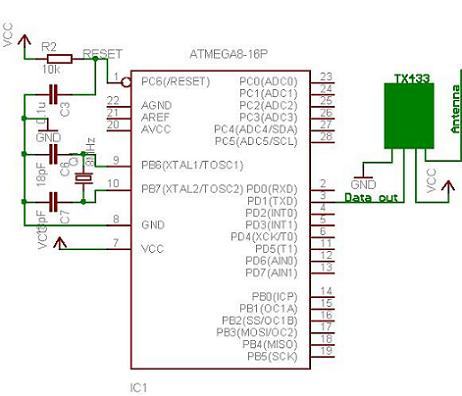 VCC
R2
10k
RESET
0.1u
C3
GND
18pF
C6
8MHz
C7
VCC
ATMEGA8-16P
1
PC6(/RESET)
22
AGND
21
AREF
20
AVCC
9
PB6(XTAL1/TOSC1)
10
PB7(XTAL2/TOSC2)
8
GND
7
VCC
PC0(ADC0)
23
PC1(ADC1)
24
PC2(ADC2)
25
PC3(ADC3)
26
PC4(ADC4/SDA)
27
PC5(ADC5/SCL)
28
PD0(RXD)
2
PD1(TXD)
3
PD2(INT0)
4
PD3(INT1)
5
PD4(XCK/T0)
6
PD5(T1)
11
PD6(AIN0)
12
PD7(AIN1)
13
PB0(ICP)
14
PB1(OC1A)
15
PB2(SS/OC1B)
16
PB3(MOSI/OC2)
17
PB4(MISO)
18
PB5(SCK)
19
IC1
TX433
Antenna
GND
Data out
VCC